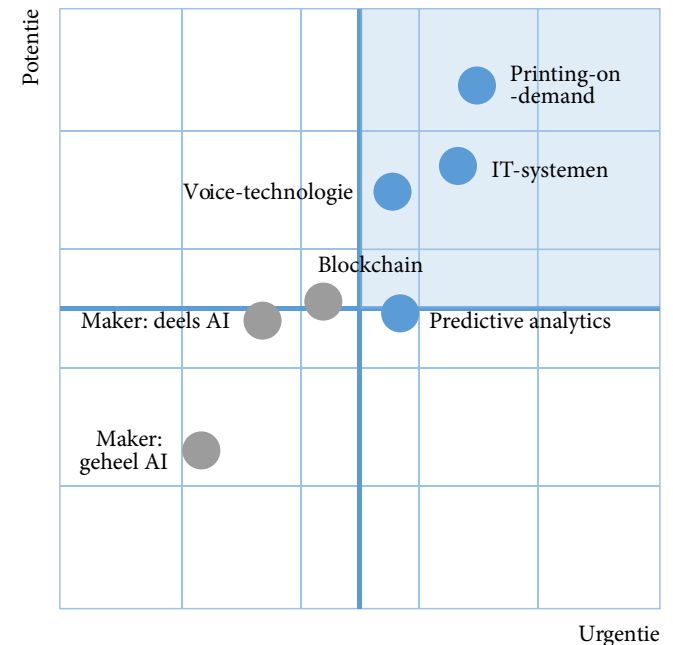 Potentie
Printing-on
-demand
IT-systemen
Voice-technologie
Blockchain
Maker: deels AI
Predictive analytics
Maker:
geheel AI
Urgentie